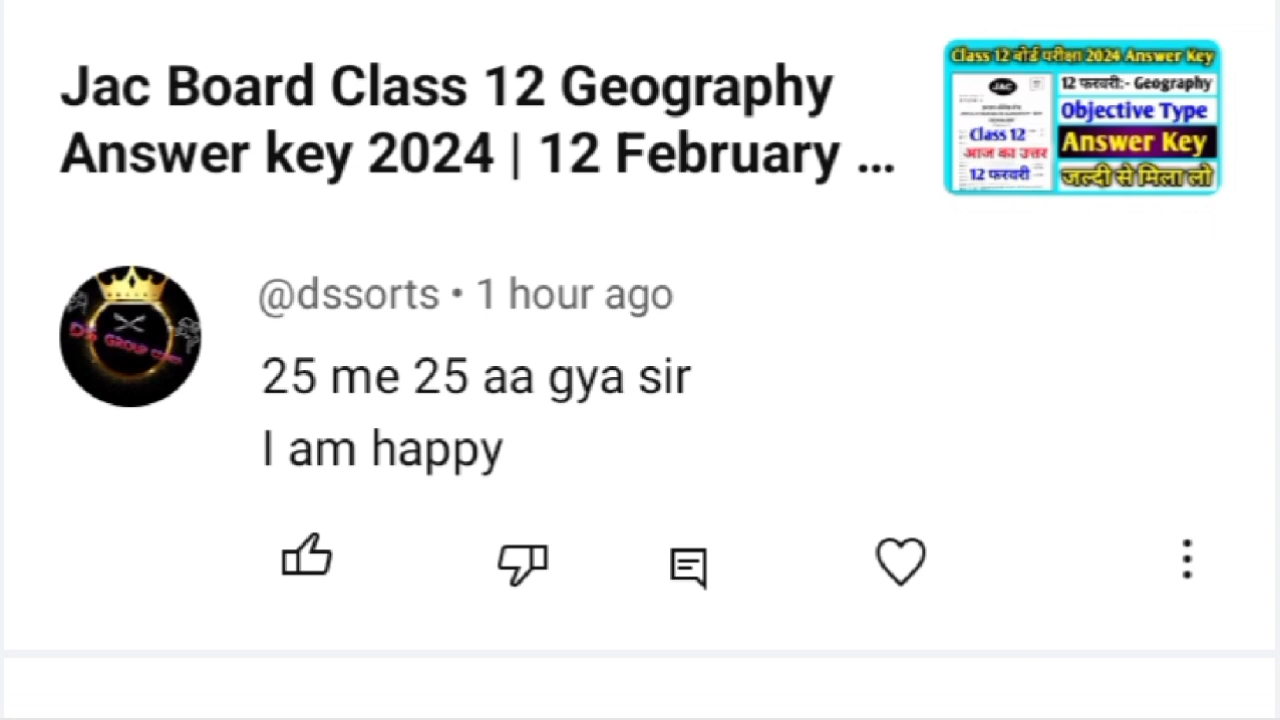 Jac Board Class 12 Geography
Answer key 2024 | 12 February ...
Class 12 बोर्ड परीक्षा 2024 Answer Key
JAC
Class 12
आज का उत्तर
12 फरवरी
12 फरवरी:- Geography
Objective Type
Answer Key
जल्दी से मिला लो
@dssorts • 1 hour ago
GROUP
25 me 25 aa gya sir
I am happy